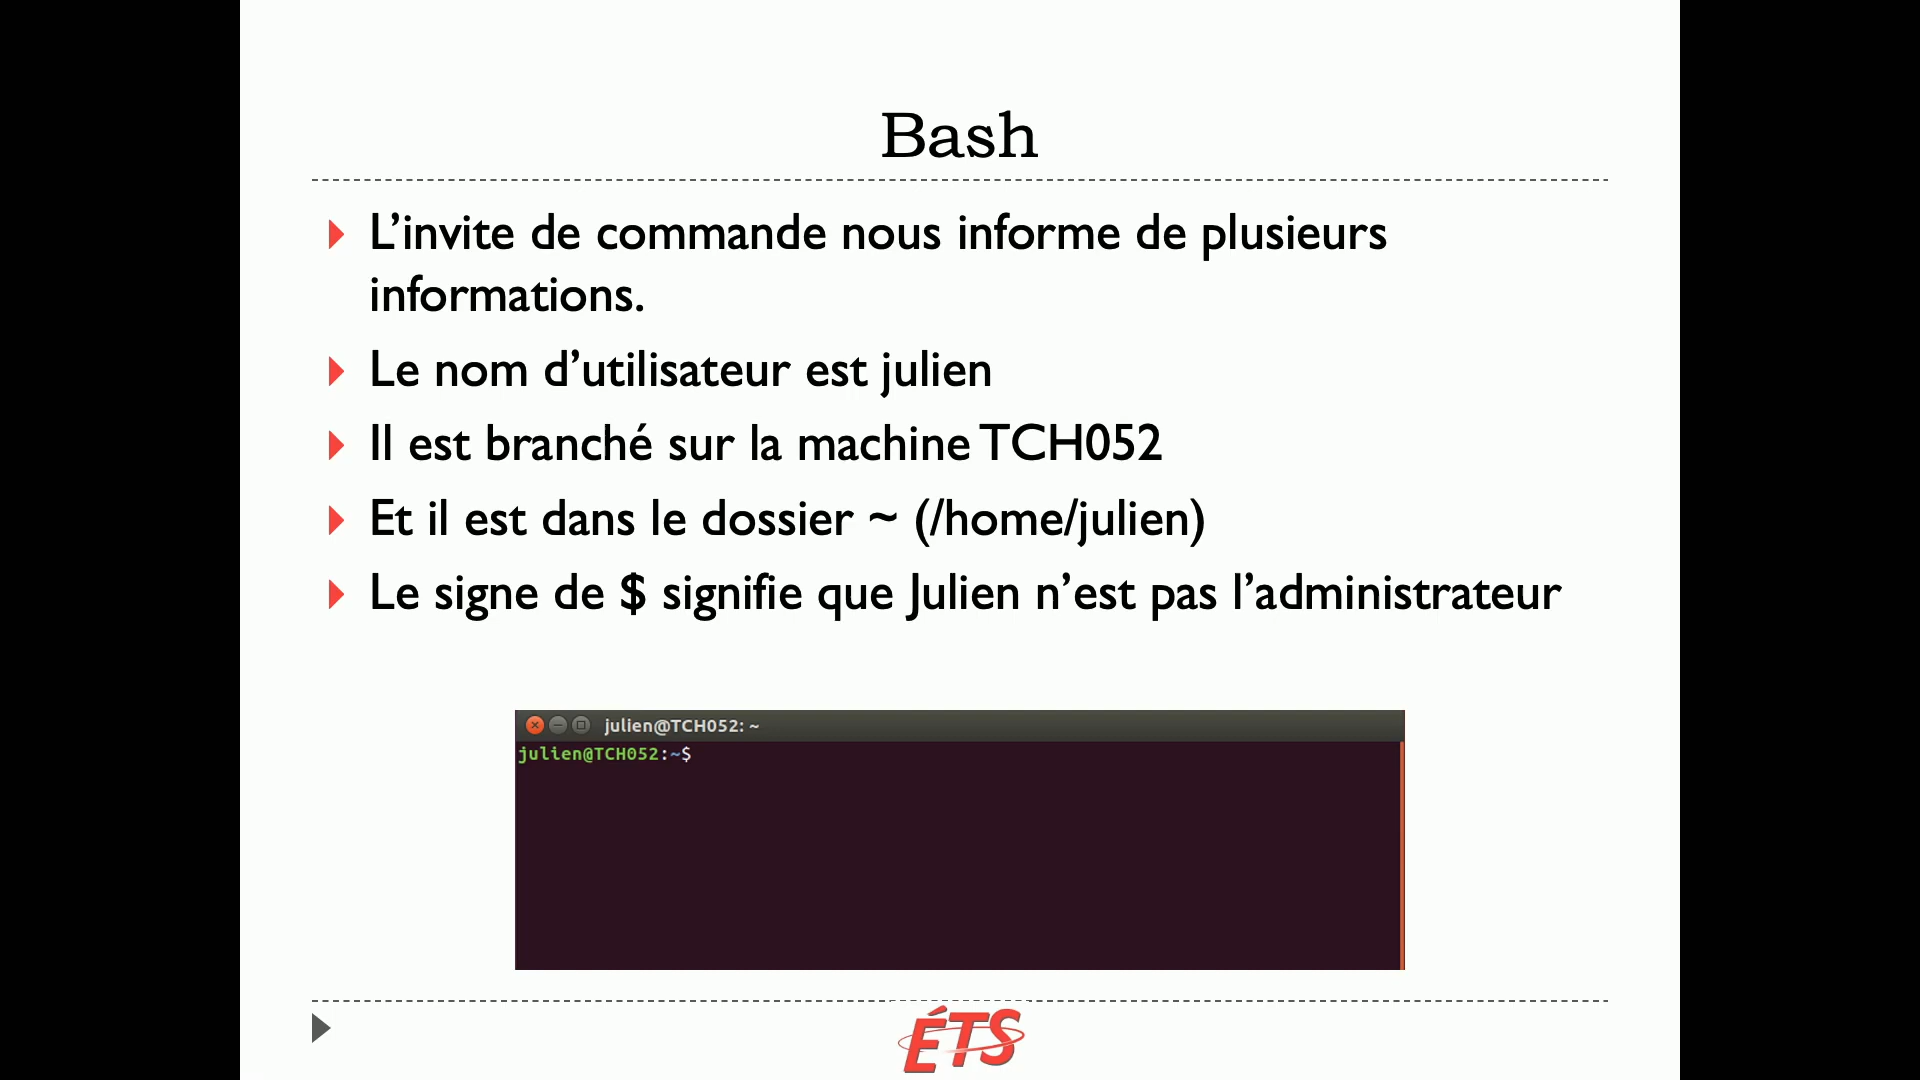 Bash
L’invite de commande nous informe de plusieurs
informations.
Le nom d’utilisateur est julien
Il est branché sur la machine TCH052
Et il est dans le dossier ~ (/home/julien)
Le signe de $ signifie que Julien n’est pas l’administrateur
julien@TCH052: ~
julien@TCH052:~$
ÉTS